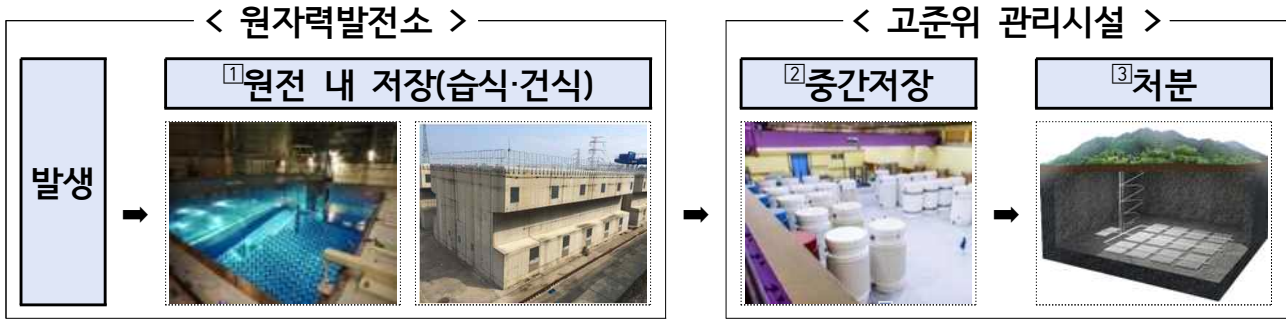 < 원자력발전소 >
< 고준위 관리시설 >
발생
➡
1 원전 내 저장(습식·건식)
➡
2 중간저장
➡
3 처분